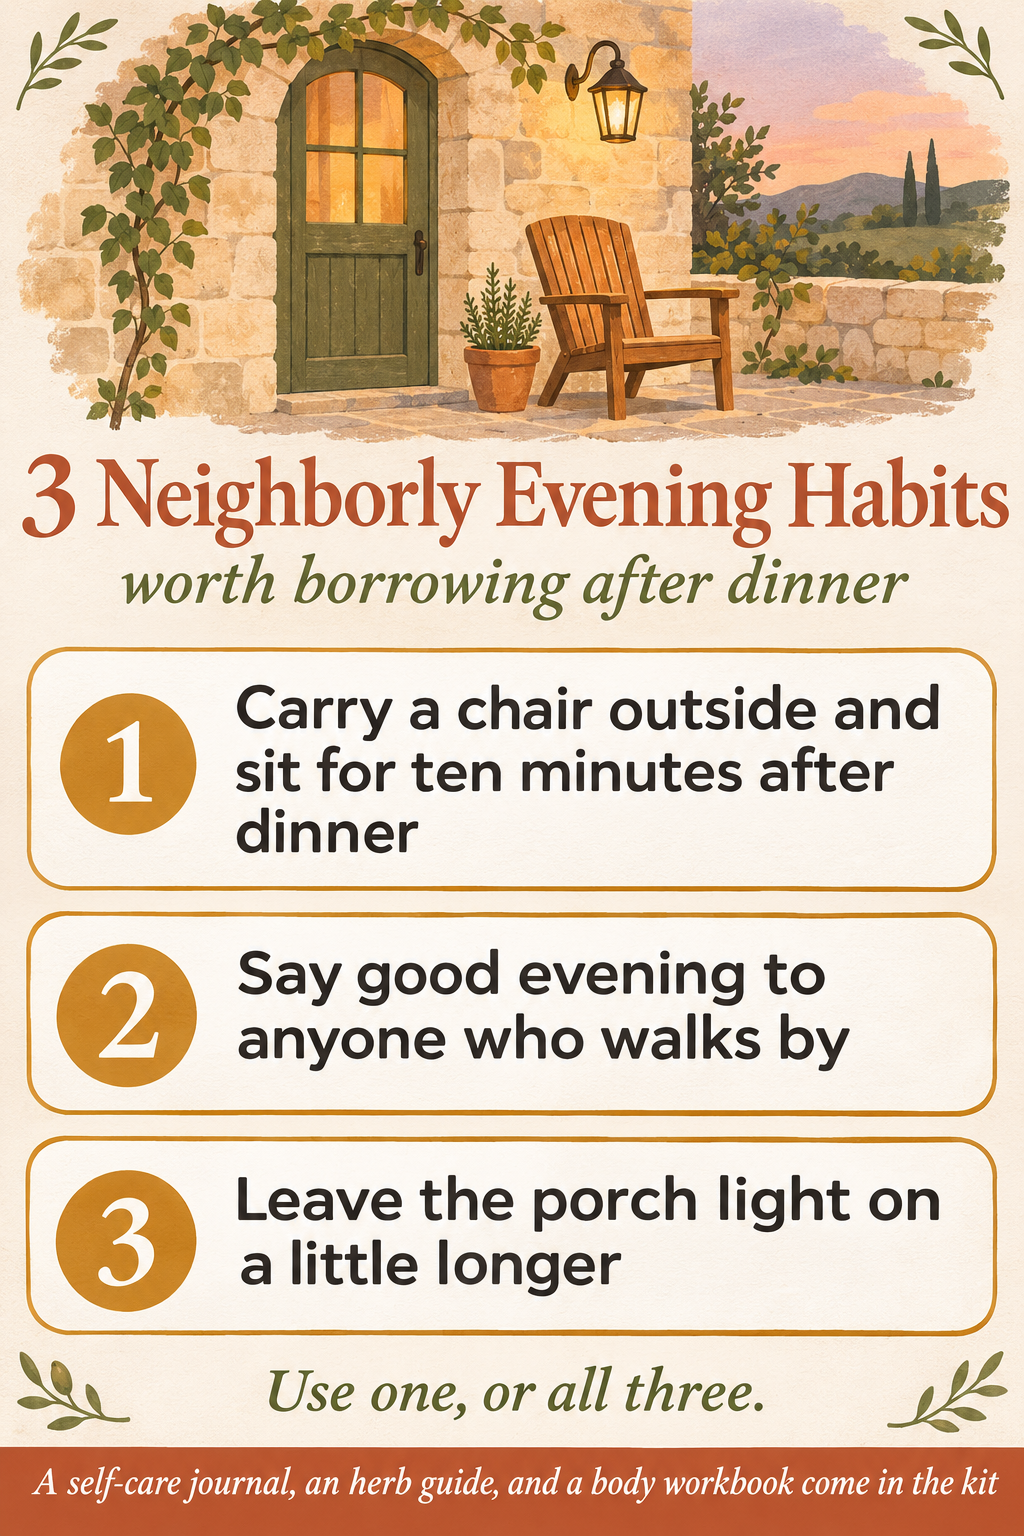 3 Neighborly Evening Habits
worth borrowing after dinner
1
Carry a chair outside and
sit for ten minutes after
dinner
2
Say good evening to
anyone who walks by
3
Leave the porch light on
a little longer
Use one, or all three.
A self-care journal, an herb guide, and a body workbook come in the kit